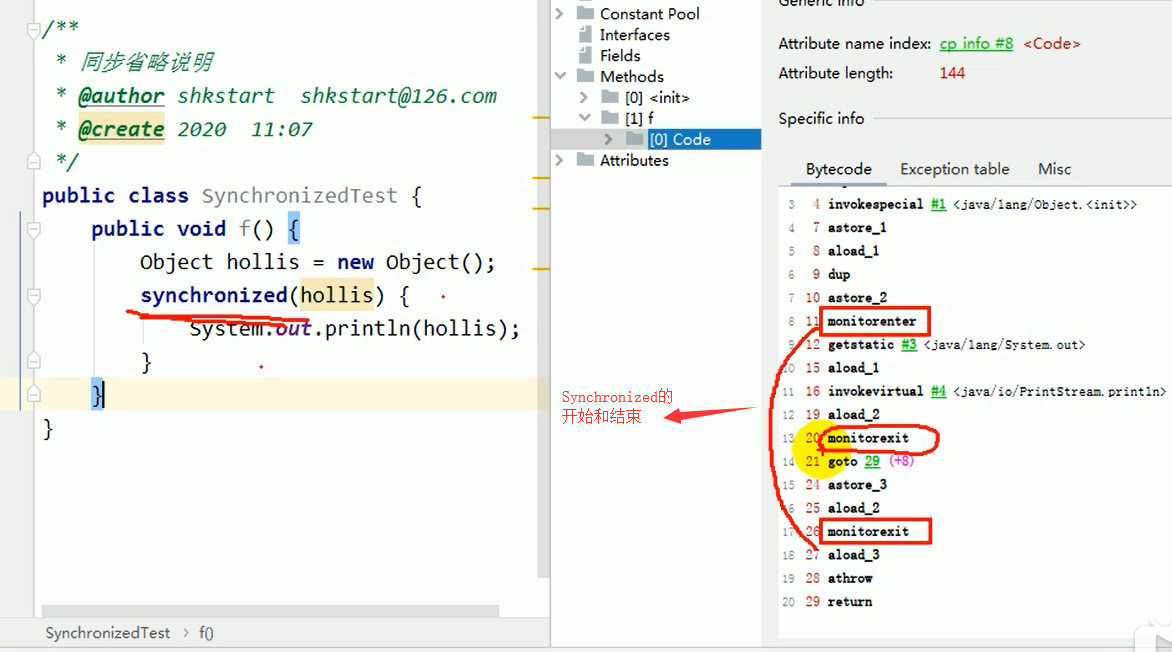 /**
* 同步省略说明
* @author shkstart shkstart@126.com
* @create 2020 11:07
*/
public class SynchronizedTest {
public void f() {
Object hollis = new Object();
synchronized(hollis) {
System.out.println(hollis);
}
}
}
SynchronizedTest › f()
Constant Pool
Interfaces
Fields
Methods
[0] <init>
[1] f
[0] Code
Attributes
Synchronized的
开始和结束
Generic info
Attribute name index: cp info #8 <Code>
Attribute length: 144
Specific info
Bytecode Exception table Misc
3 4 invokespecial #1 <java/lang/Object.<init>>
4 7 astore_1
5 8 aload_1
6 9 dup
7 10 astore_2
8 11 monitorenter
9 12 getstatic #3 <java/lang/System.out>
10 15 aload_1
11 16 invokevirtual #4 <java/io/PrintStream.println>
12 19 aload_2
13 20 monitorexit
14 21 goto 29 (+8)
15 24 astore_3
16 25 aload_2
17 26 monitorexit
18 27 aload_3
19 28 athrow
20 29 return